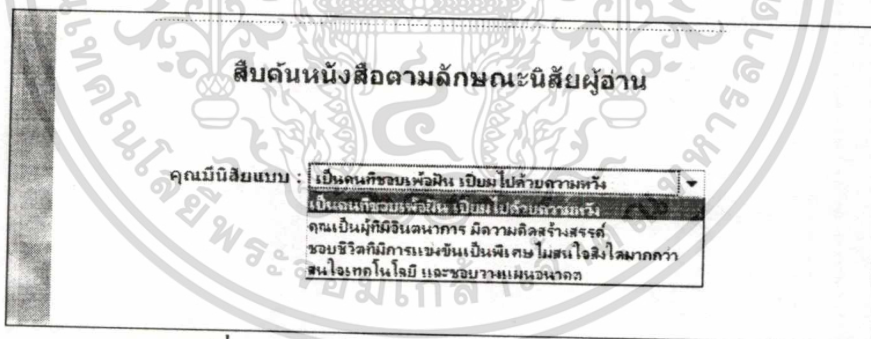 สืบค้นหนังสือตามลักษณะนิสัยผู้อ่าน
คุณมีนิสัยแบบ : เป็นคนที่ชอบเพ้อฝัน เปี่ยมไปด้วยความหวัง
เป็นคนที่ชอบเพ้อฝัน เปี่ยมไปด้วยความหวัง
คุณเป็นผู้ที่มีจินตนาการ มีความคิดสร้างสรรค์
ชอบชีวิตที่มีการแข่งขันเป็นพิเศษ ไม่สนใจสิ่งใดมากกว่า
สนใจเทคโนโลยี และชอบวางแผนอนาคต